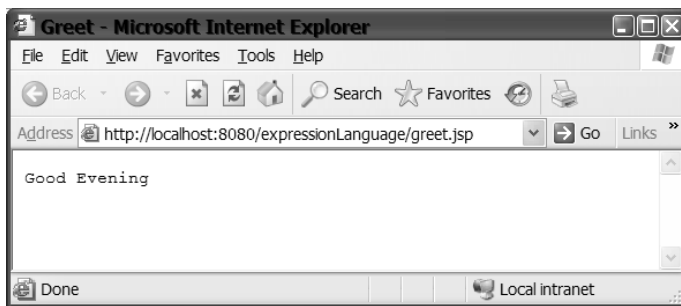 Greet - Microsoft Internet Explorer
File Edit View Favorites Tools Help
Back Search Favorites
Address http://localhost:8080/expressionLanguage/greet.jsp Go Links »
Good Evening
Done Local intranet